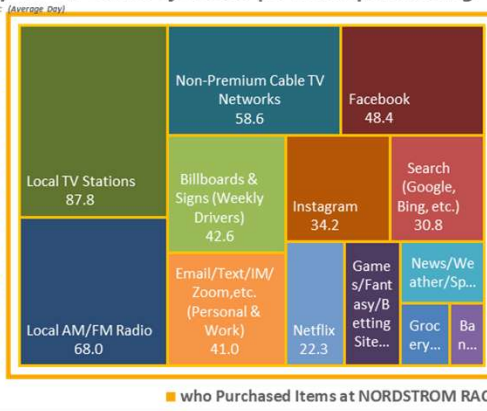 (Average Day)
Local TV Stations
87.8
Local AM/FM Radio
68.0
Non-Premium Cable TV
Networks
58.6
Facebook
48.4
Billboards &
Signs (Weekly
Drivers)
42.6
Email/Text/IM/
Zoom,etc.
(Personal &
Work)
41.0
Instagram
34.2
Search
(Google,
Bing, etc.)
30.8
Netflix
22.3
Game
s/Fant
asy/B
etting
Site...
News/We
ather/Sp...
Groc
ery...
Ba
n...
who Purchased Items at NORDSTROM RAC